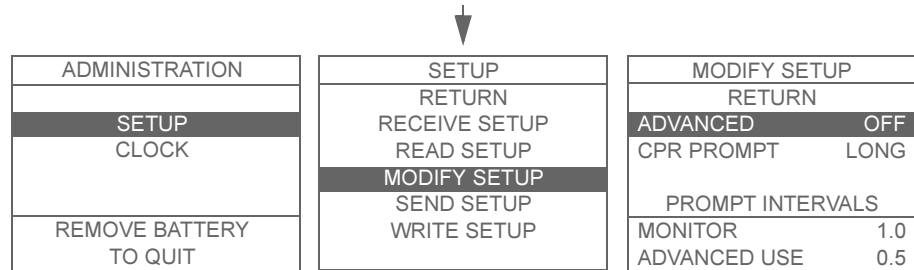 ADMINISTRATION
SETUP
CLOCK
REMOVE BATTERY
TO QUIT
SETUP
RETURN
RECEIVE SETUP
READ SETUP
MODIFY SETUP
SEND SETUP
WRITE SETUP
MODIFY SETUP
RETURN
ADVANCED OFF
CPR PROMPT LONG
PROMPT INTERVALS
MONITOR 1.0
ADVANCED USE 0.5